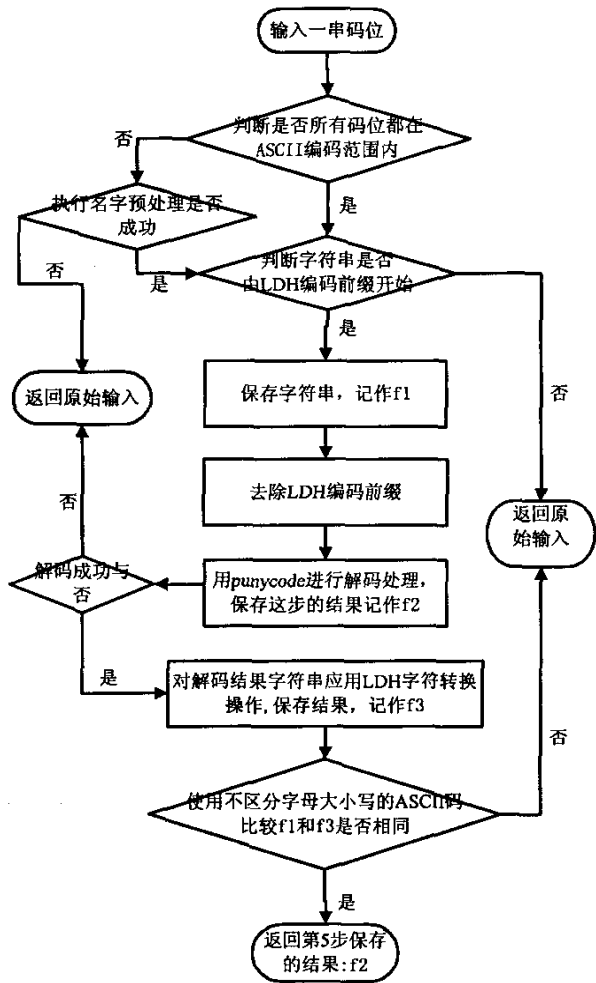 输入一串码位
判断是否所有码位都在
ASCII编码范围内
否
是
执行名字预处理是否
成功
否
是
判断字符串是否
由LDH编码前缀开始
是
否
返回原始输入
保存字符串，记作f1
去除LDH编码前缀
否
返回原
始输入
解码成功与
否
用punycode进行解码处理，
保存这步的结果记作f2
是
对解码结果字符串应用LDH字符转换
操作,保存结果，记作f3
否
使用不区分字母大小写的ASCII码
比较f1和f3是否相同
是
返回第5步保存
的结果:f2